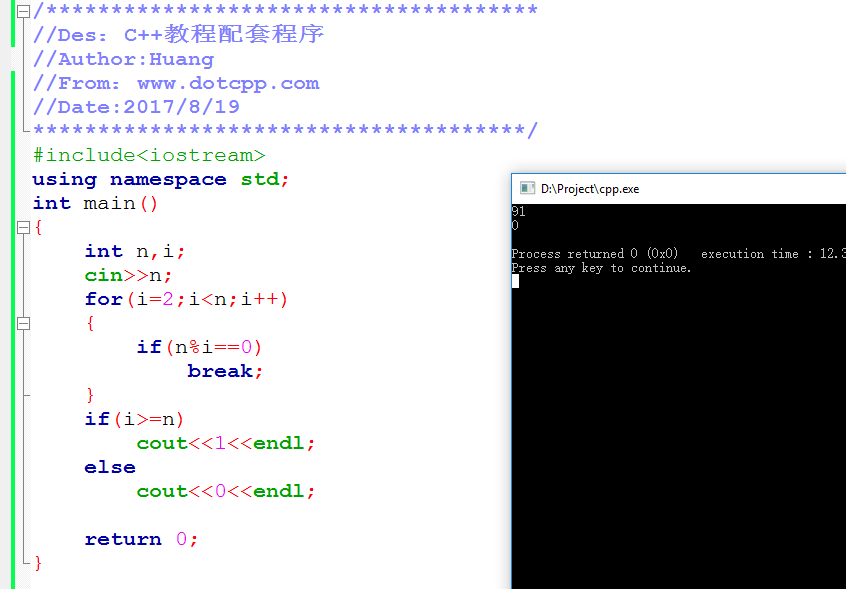 /**************************************
//Des: C++教程配套程序
//Author:Huang
//From: www.dotcpp.com
//Date:2017/8/19
**************************************/
#include<iostream>
using namespace std;
int main()
{
    int n,i;
    cin>>n;
    for(i=2;i<n;i++)
    {
        if(n%i==0)
            break;
    }
    if(i>=n)
        cout<<1<<endl;
    else
        cout<<0<<endl;
    return 0;
}
D:\Project\cpp.exe
91
0
Process returned 0 (0x0)   execution time : 12.3
Press any key to continue.